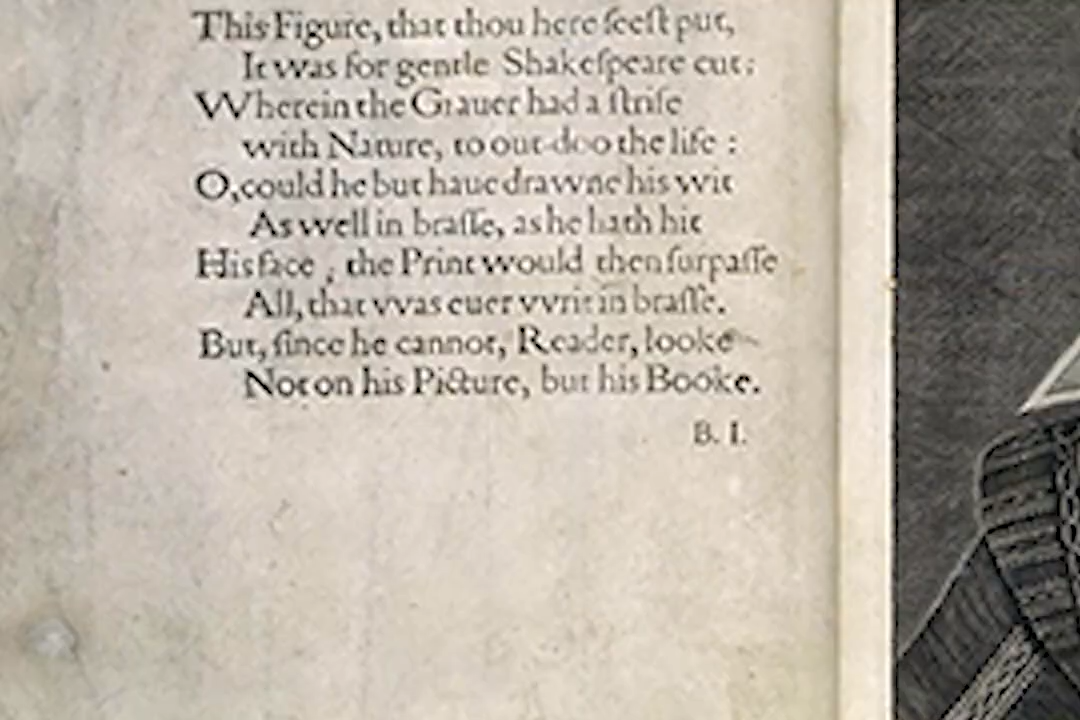 This Figure, that thou here ſeeſt put,
It was for gentle Shakeſpeare cut;
Wherein the Grauer had a ſtrife
with Nature, to out-doo the life :
O, could he but haue drawne his wit
As well in braſſe, as he hath hit
His face ; the Print would then ſurpaſſe
All, that vvas euer vvrit in braſſe.
But, ſince he cannot, Reader, looke
Not on his Picture, but his Booke.
B. I.